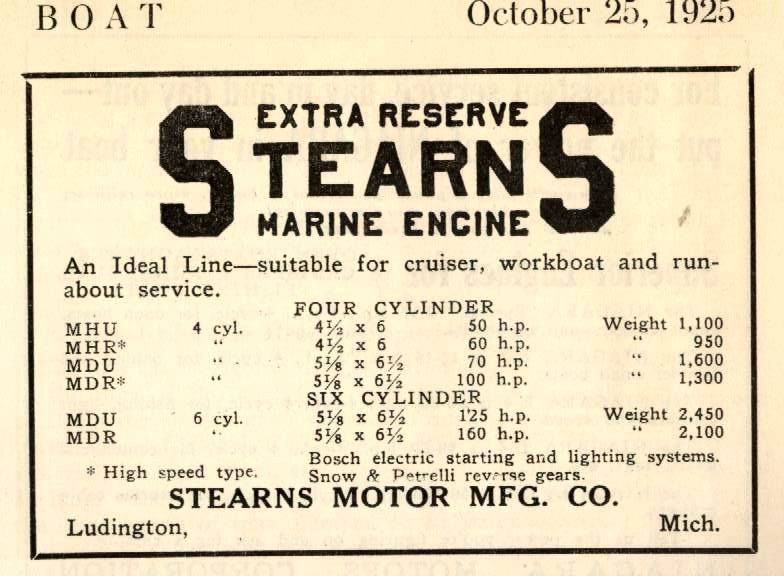 BOAT October 25, 1925
EXTRA RESERVE
STEARNS
MARINE ENGINE
An Ideal Line—suitable for cruiser, workboat and run-
about service.
FOUR CYLINDER
MHU 4 cyl. 4½ x 6 50 h.p. Weight 1,100
MHR* " 4½ x 6 60 h.p. " 950
MDU " 5⅛ x 6½ 70 h.p. " 1,600
MDR* " 5⅛ x 6½ 100 h.p. " 1,300
SIX CYLINDER
MDU 6 cyl. 5⅛ x 6½ 125 h.p. Weight 2,450
MDR " 5⅛ x 6½ 160 h.p. " 2,100
Bosch electric starting and lighting systems.
* High speed type. Snow & Petrelli reverse gears.
STEARNS MOTOR MFG. CO.
Ludington, Mich.